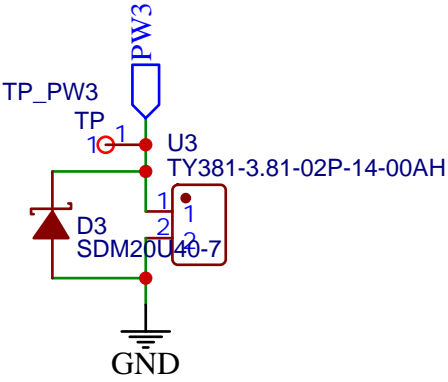 PW3
TP_PW3
TP
1
1
U3
TY381-3.81-02P-14-00AH
1
1
2
2
D3
SDM20U40-7
GND